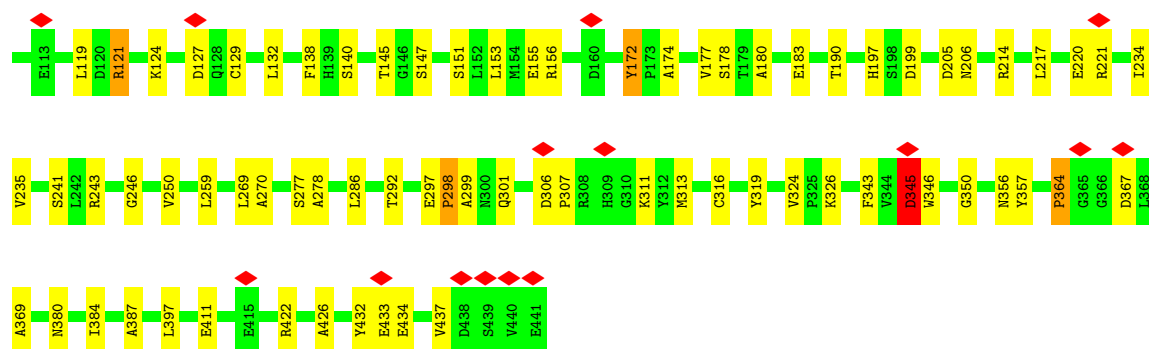 E113 L119 D120 R121 K124 D127 Q128 C129 L132 F138 H139 S140 T145 G146 S147 S151 L152 L153 M154 E155 R156 D160 Y172 P173 A174 V177 S178 T179 A180 E183 T190 H197 S198 D199 D205 N206 R214 L217 E220 R221 I234
V235 S241 L242 R243 G246 V250 L259 L269 A270 S277 A278 L286 T292 E297 P298 A299 N300 Q301 D306 P307 R308 H309 G310 K311 Y312 M313 C316 Y319 V324 P325 K326 F343 V344 D345 W346 G350 N356 Y357 P364 G365 G366 D367 L368
A369 N380 I384 A387 L397 E411 E415 R422 A426 Y432 E433 E434 V437 D438 S439 V440 E441